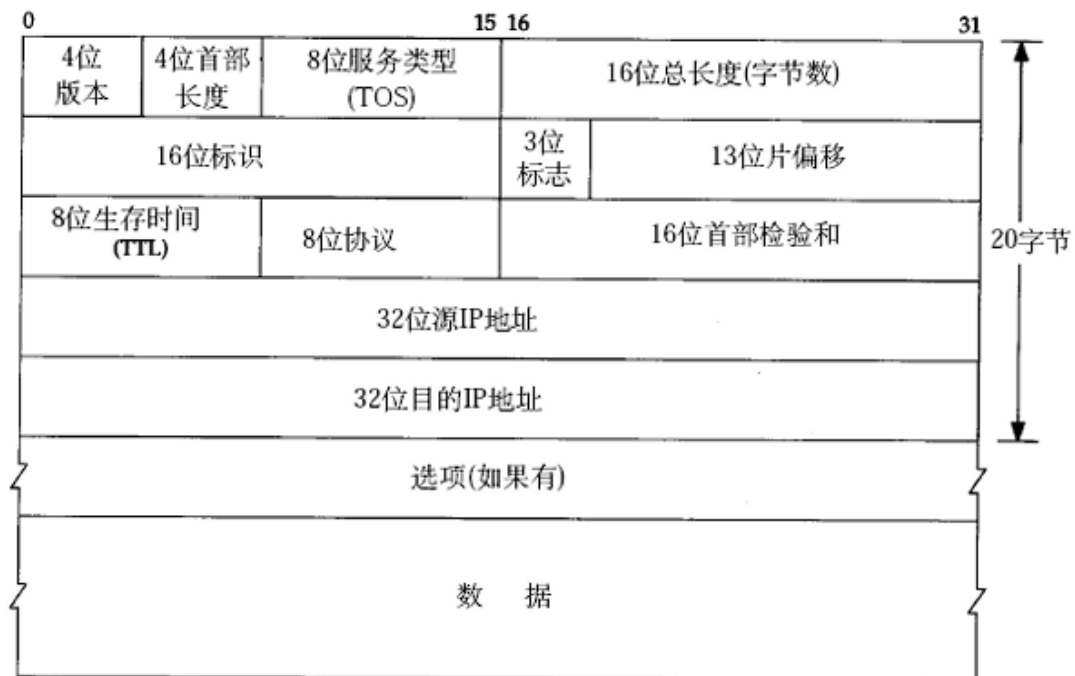 0 15 16 31
4位 4位首部 8位服务类型 16位总长度(字节数)
版本 长度 (TOS)
16位标识 3位 13位片偏移
标志
8位生存时间 8位协议 16位首部检验和 20字节
(TTL)
32位源IP地址
32位目的IP地址
选项(如果有)
数 据